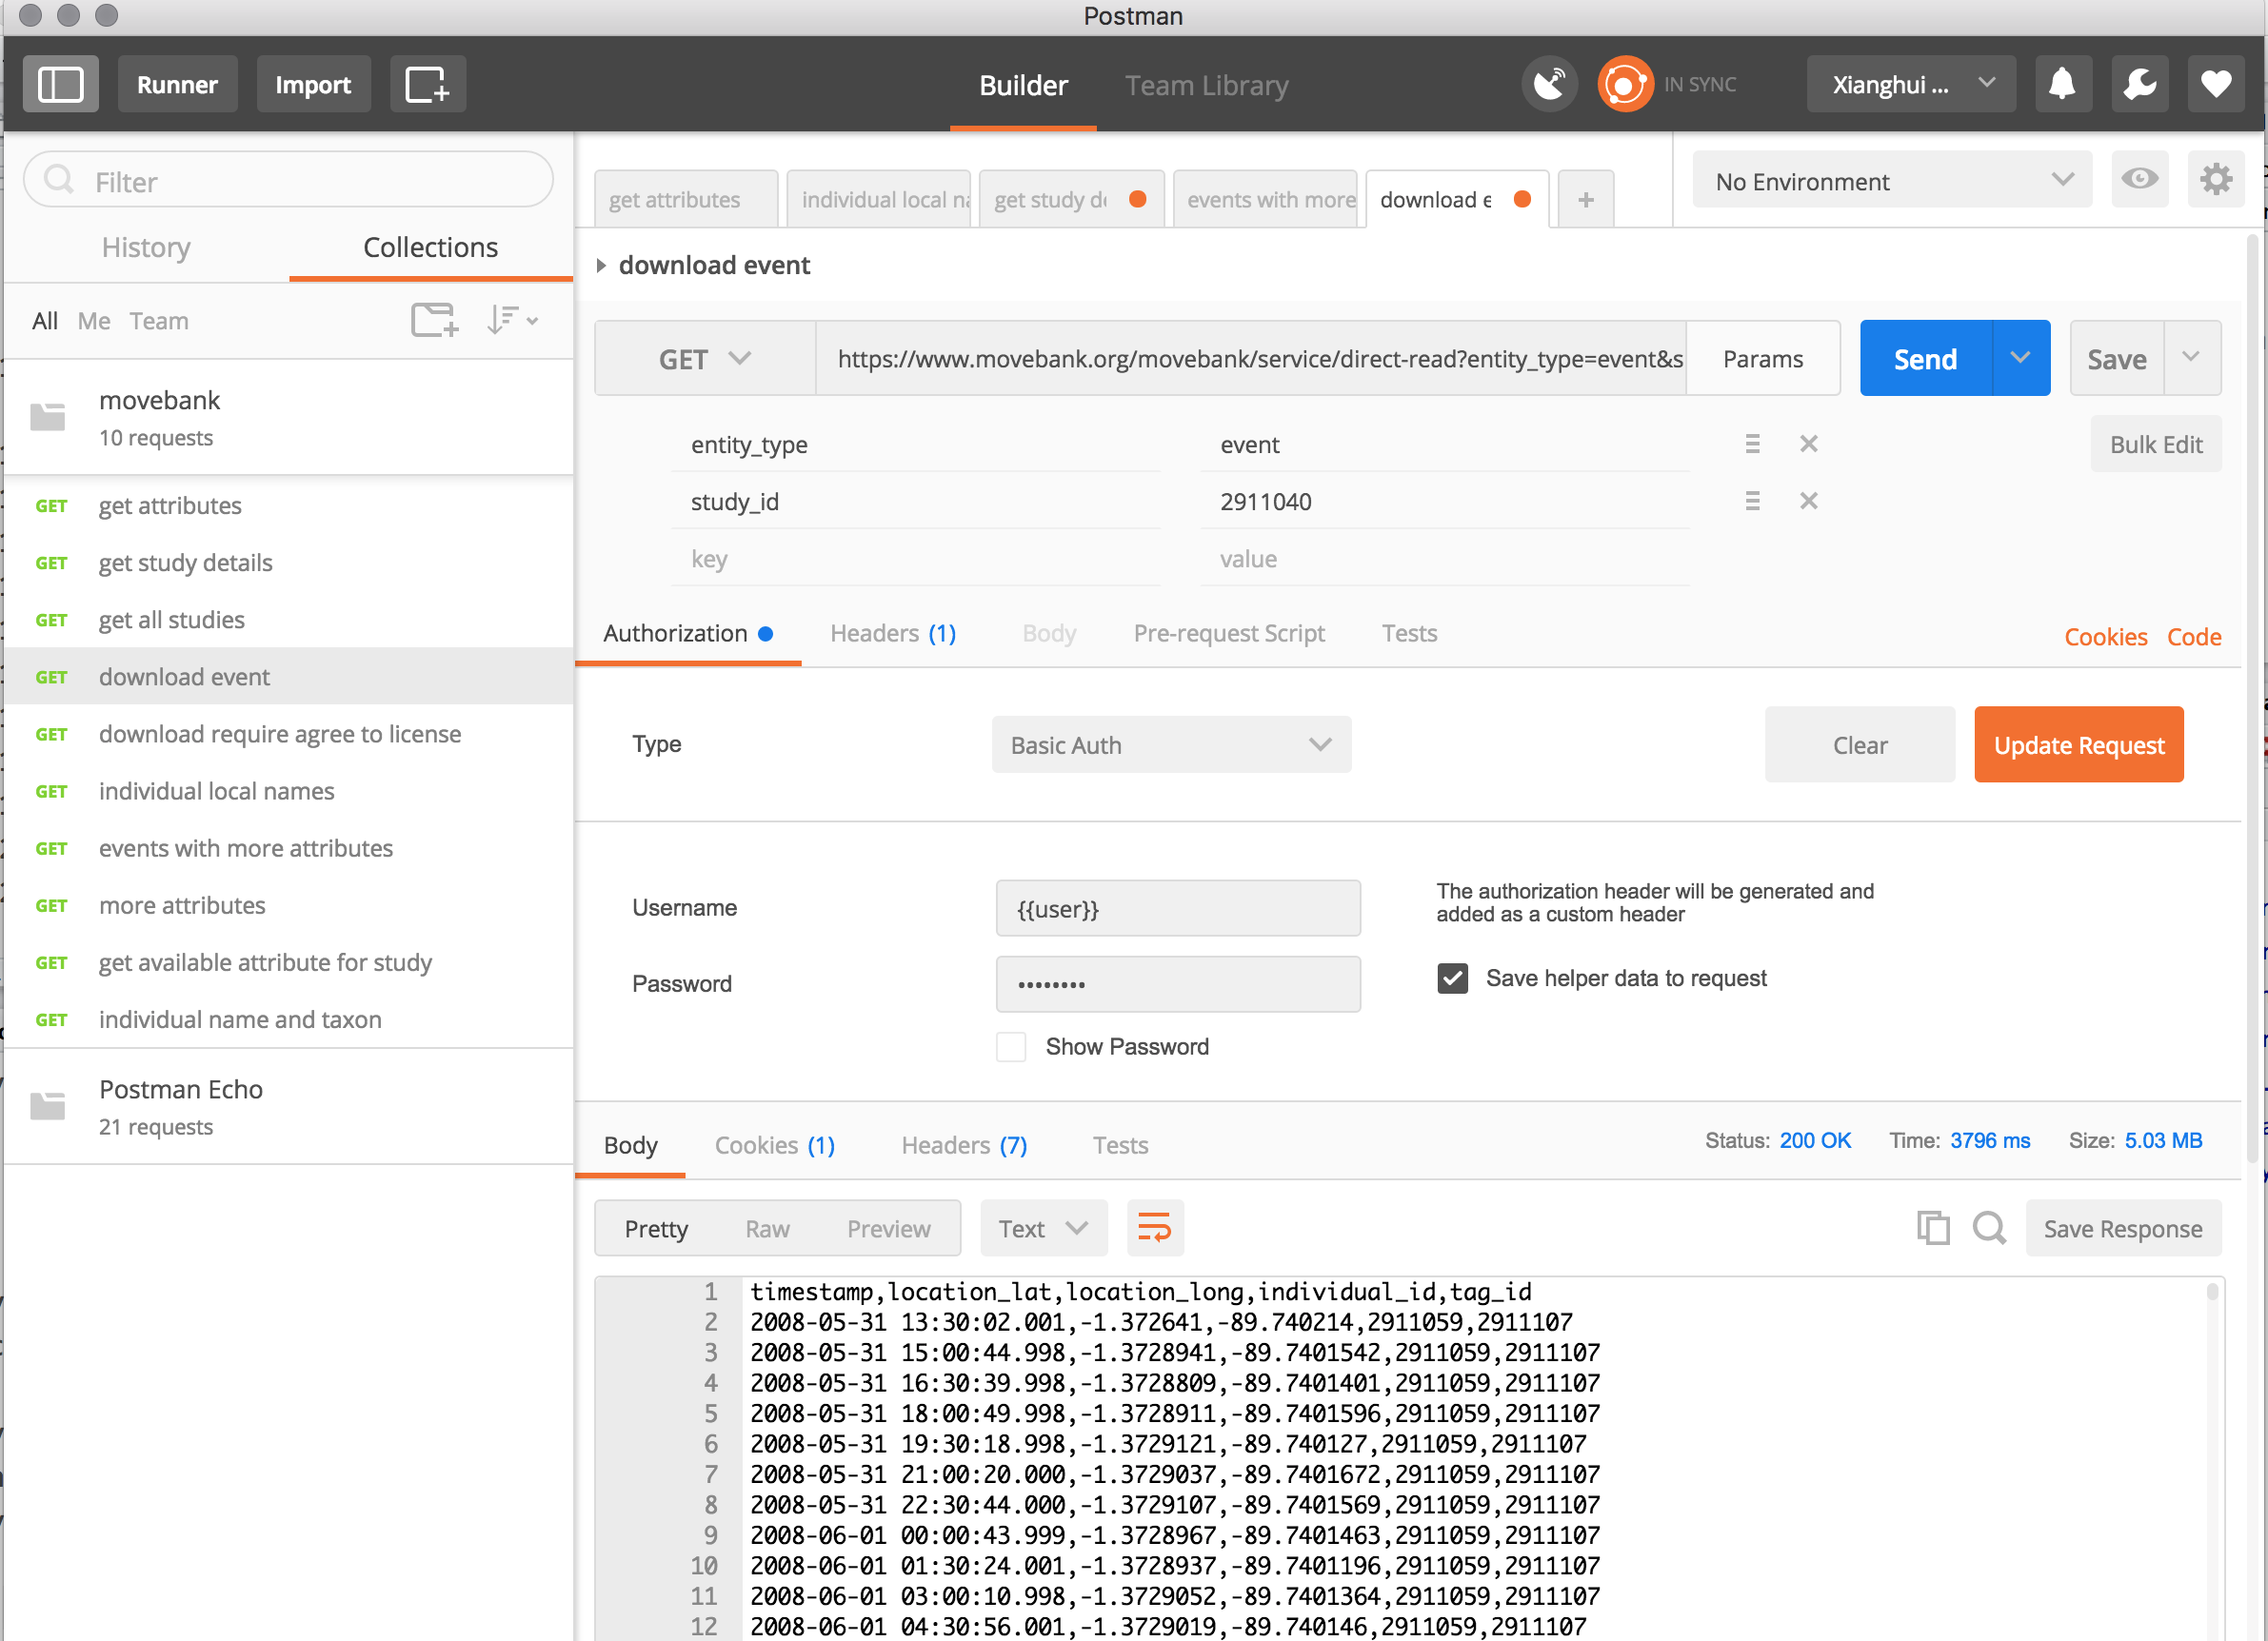 Postman
Runner Import Builder Team Library IN SYNC Xianghui ...
Filter
History Collections
All Me Team
movebank
10 requests
GET get attributes
GET get study details
GET get all studies
GET download event
GET download require agree to license
GET individual local names
GET events with more attributes
GET more attributes
GET get available attribute for study
GET individual name and taxon
Postman Echo
21 requests
get attributes individual local na get study de events with more download e + No Environment
download event
GET https://www.movebank.org/movebank/service/direct-read?entity_type=event&s Params Send Save
entity_type event Bulk Edit
study_id 2911040
key value
Authorization Headers (1) Body Pre-request Script Tests Cookies Code
Type Basic Auth Clear Update Request
Username {{user}} The authorization header will be generated and
added as a custom header
Password •••••••• Save helper data to request
Show Password
Body Cookies (1) Headers (7) Tests Status: 200 OK Time: 3796 ms Size: 5.03 MB
Pretty Raw Preview Text Save Response
1 timestamp,location_lat,location_long,individual_id,tag_id
2 2008-05-31 13:30:02.001,-1.372641,-89.740214,2911059,2911107
3 2008-05-31 15:00:44.998,-1.3728941,-89.7401542,2911059,2911107
4 2008-05-31 16:30:39.998,-1.3728809,-89.7401401,2911059,2911107
5 2008-05-31 18:00:49.998,-1.3728911,-89.7401596,2911059,2911107
6 2008-05-31 19:30:18.998,-1.3729121,-89.740127,2911059,2911107
7 2008-05-31 21:00:20.000,-1.3729037,-89.7401672,2911059,2911107
8 2008-05-31 22:30:44.000,-1.3729107,-89.7401569,2911059,2911107
9 2008-06-01 00:00:43.999,-1.3728967,-89.7401463,2911059,2911107
10 2008-06-01 01:30:24.001,-1.3728937,-89.7401196,2911059,2911107
11 2008-06-01 03:00:10.998,-1.3729052,-89.7401364,2911059,2911107
12 2008-06-01 04:30:56.001,-1.3729019,-89.740146,2911059,2911107